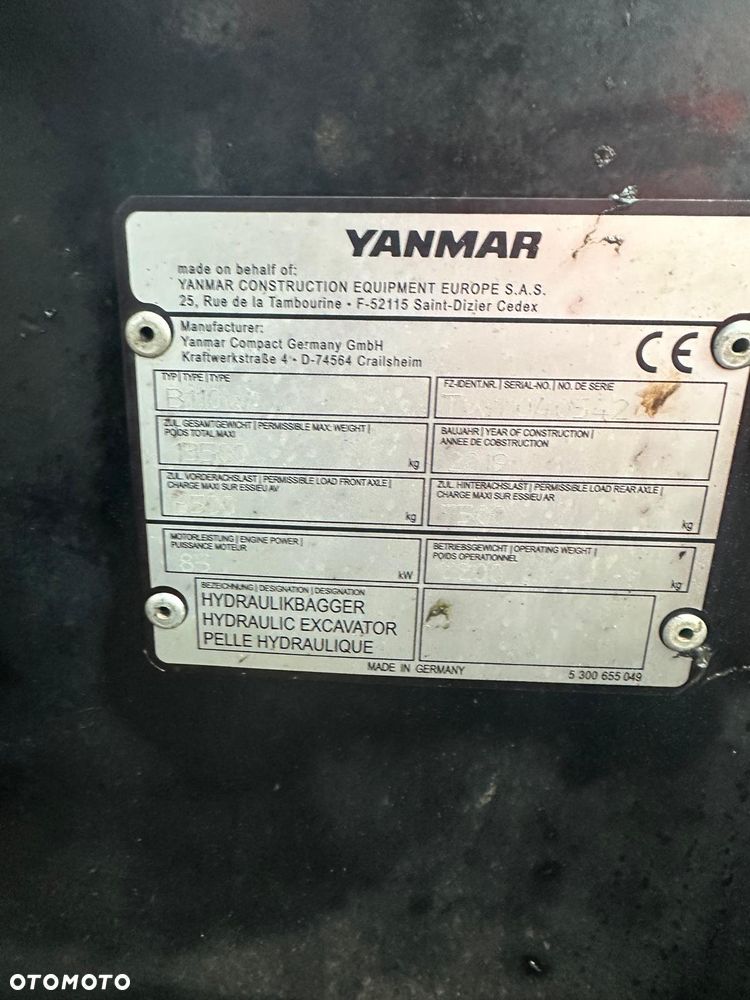 YANMAR
made on behalf of:
YANMAR CONSTRUCTION EQUIPMENT EUROPE S.A.S.
25, Rue de la Tambourine • F-52115 Saint-Dizier Cedex
Manufacturer:
Yanmar Compact Germany GmbH
Kraftwerkstraße 4 • D-74564 Crailsheim
CE
TYP | TYPE | TYPE
FZ-IDENT.NR. | SERIAL-NO. | NO. DE SERIE
ZUL. GESAMTGEWICHT | PERMISSIBLE MAX. WEIGHT |
POIDS TOTAL MAXI
kg
BAUJAHR | YEAR OF CONSTRUCTION |
ANNEE DE COBSTRUCTION
ZUL. VORDERACHSLAST | PERMISSIBLE LOAD FRONT AXLE |
CHARGE MAXI SUR ESSIEU AV
kg
ZUL. HINTERACHSLAST | PERMISSIBLE LOAD REAR AXLE |
CHARGE MAXI SUR ESSIEU AR
kg
MOTORLEISTUNG | ENGINE POWER |
PUISSANCE MOTEUR
85
kW
BETRIEBSGEWICHT | OPERATING WEIGHT |
POIDS OPERATIONNEL
kg
BEZEICHNUNG | DESIGNATION | DESIGNATION
HYDRAULIKBAGGER
HYDRAULIC EXCAVATOR
PELLE HYDRAULIQUE
MADE IN GERMANY
5 300 655 049
OTOMOTO